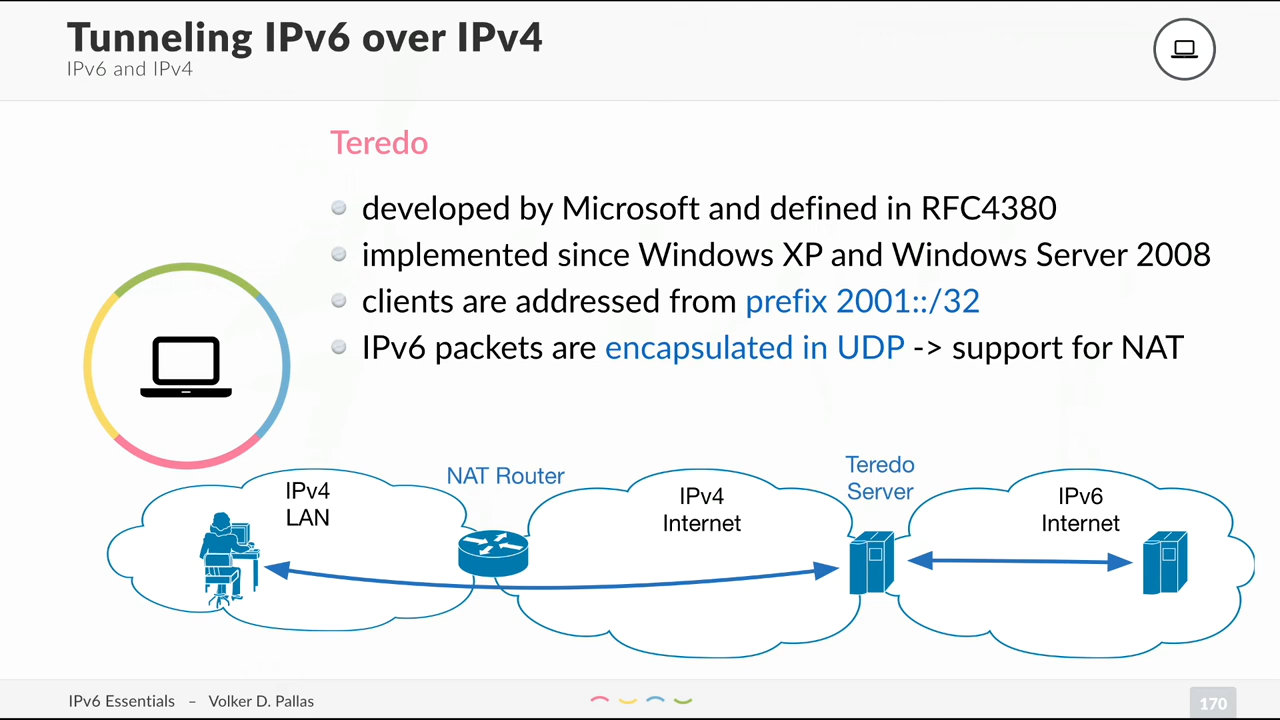 Tunneling IPv6 over IPv4
IPv6 and IPv4
Teredo
developed by Microsoft and defined in RFC4380
implemented since Windows XP and Windows Server 2008
clients are addressed from prefix 2001::/32
IPv6 packets are encapsulated in UDP -> support for NAT
IPv4
LAN
NAT Router
IPv4
Internet
Teredo
Server
IPv6
Internet
IPv6 Essentials – Volker D. Pallas
170